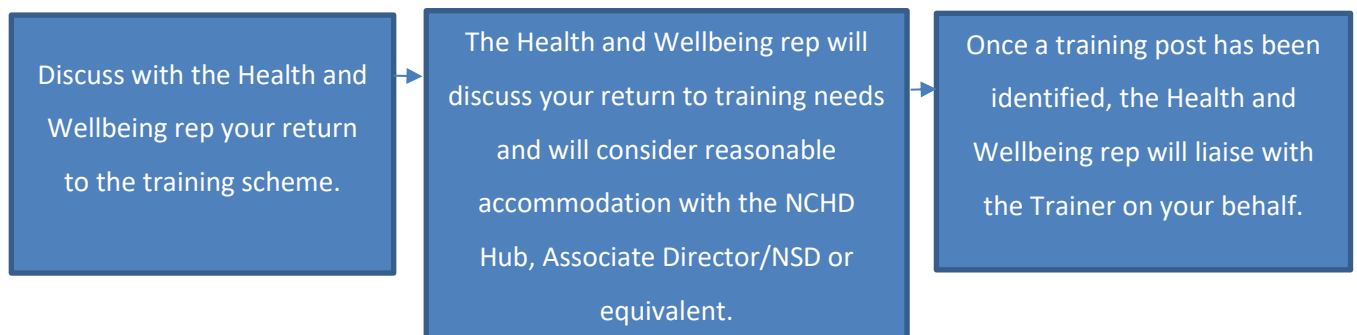 Discuss with the Health and
Wellbeing rep your return
to the training scheme.
The Health and Wellbeing rep will
discuss your return to training needs
and will consider reasonable
accommodation with the NCHD
Hub, Associate Director/NSD or
equivalent.
Once a training post has been
identified, the Health and
Wellbeing rep will liaise with
the Trainer on your behalf.